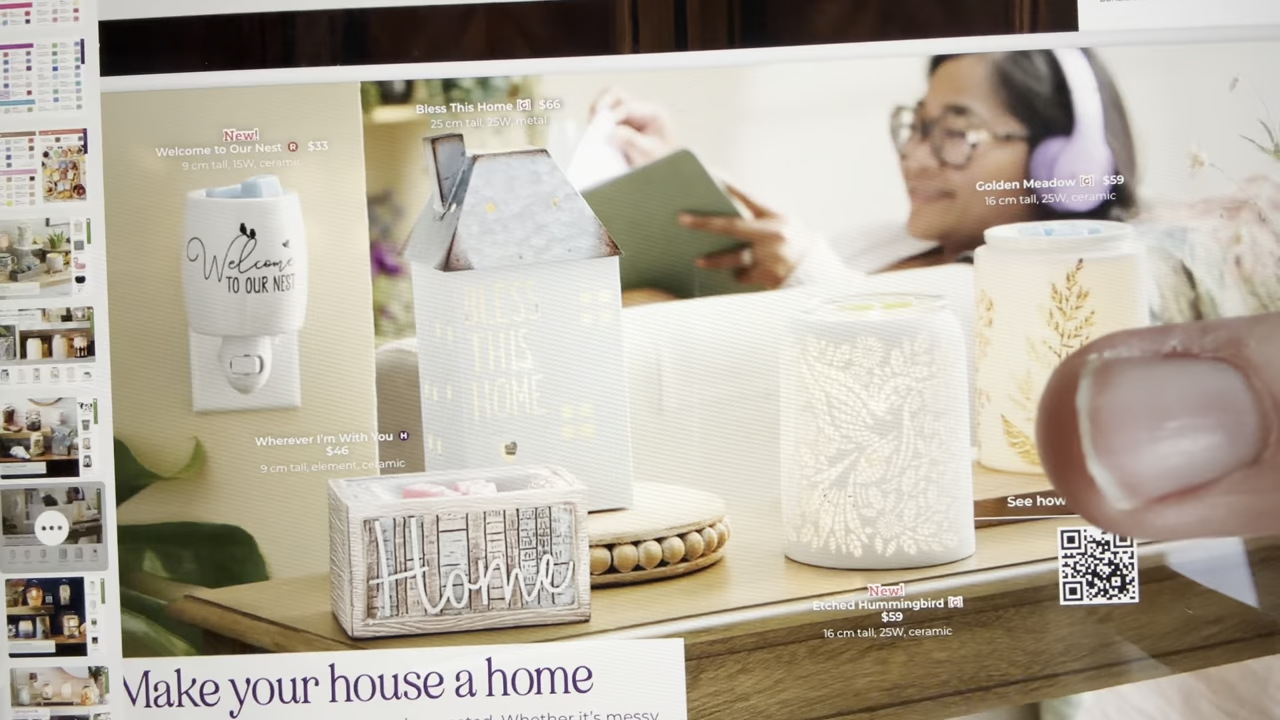 Bless This Home [C] $66
25 cm tall, 25W, metal
New!
Welcome to Our Nest R $33
9 cm tall, 15W, ceramic
Golden Meadow [C] $59
16 cm tall, 25W, ceramic
Welcome
TO OUR NEST
BLESS
THIS
HOME
Wherever I'm With You H
$46
9 cm tall, element, ceramic
Home
See how
New!
Etched Hummingbird [C]
$59
16 cm tall, 25W, ceramic
Make your house a home
Whether it's messy